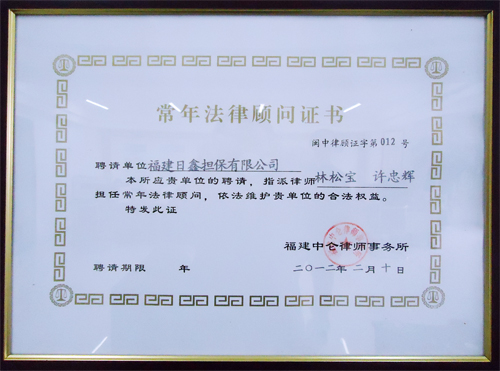 常年法律顾问证书
闽中律顾证字第012号
聘请单位福建日鑫担保有限公司
本所应贵单位的聘请，指派律师林松宝 许忠辉
担任常年法律顾问，依法维护贵单位的合法权益。
特发此证
福建中仑律师事务所
聘请期限 年 二〇一二年二月十日